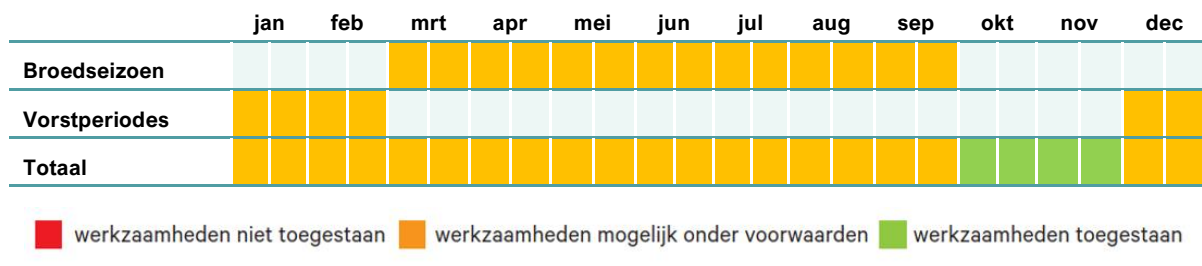 jan feb mrt apr mei jun jul aug sep okt nov dec
Broedseizoen
Vorstperiodes
Totaal
werkzaamheden niet toegestaan werkzaamheden mogelijk onder voorwaarden werkzaamheden toegestaan